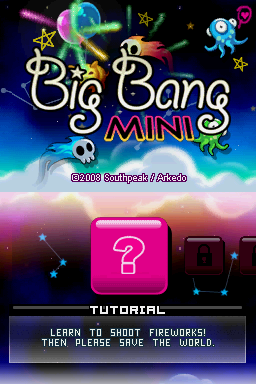 Big Bang
MINI
©2008 Southpeak / Arkedo
?
TUTORIAL
LEARN TO SHOOT FIREWORKS!
THEN PLEASE SAVE THE WORLD.